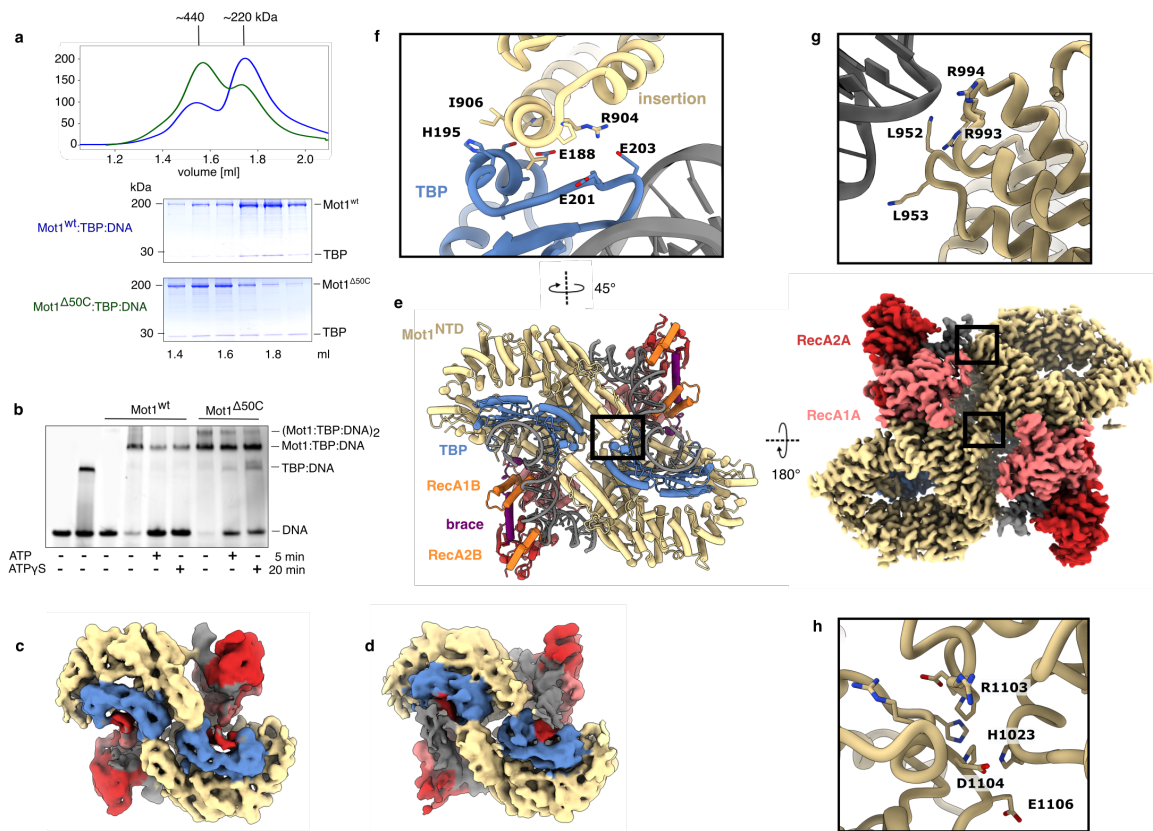 a
~440 ~220 kDa
200
150
100
50
0
1.2 1.4 1.6 1.8 2.0
volume [ml]
kDa
200 Mot1wt
Mot1wt:TBP:DNA
30 TBP
200 Mot1Δ50C
Mot1Δ50C:TBP:DNA
30 TBP
1.4 1.6 1.8 ml
b
Mot1wt Mot1Δ50C
(Mot1:TBP:DNA)2
Mot1:TBP:DNA
TBP:DNA
DNA
ATP - - - - + - - + - 5 min
ATPγS - - - - - + - - + 20 min
c
d
e
Mot1NTD
TBP
RecA1B
brace
RecA2B
45°
180°
RecA2A
RecA1A
f
I906
insertion
R904
H195
E188
E203
TBP
E201
g
R994
L952
R993
L953
h
R1103
H1023
D1104
E1106